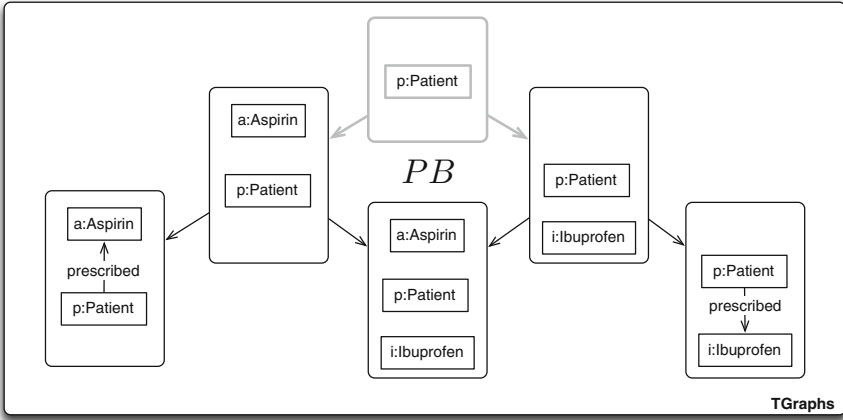 p:Patient
a:Aspirin
p:Patient
PB
p:Patient
i:Ibuprofen
a:Aspirin
prescribed
p:Patient
a:Aspirin
p:Patient
i:Ibuprofen
p:Patient
prescribed
i:Ibuprofen
TGraphs